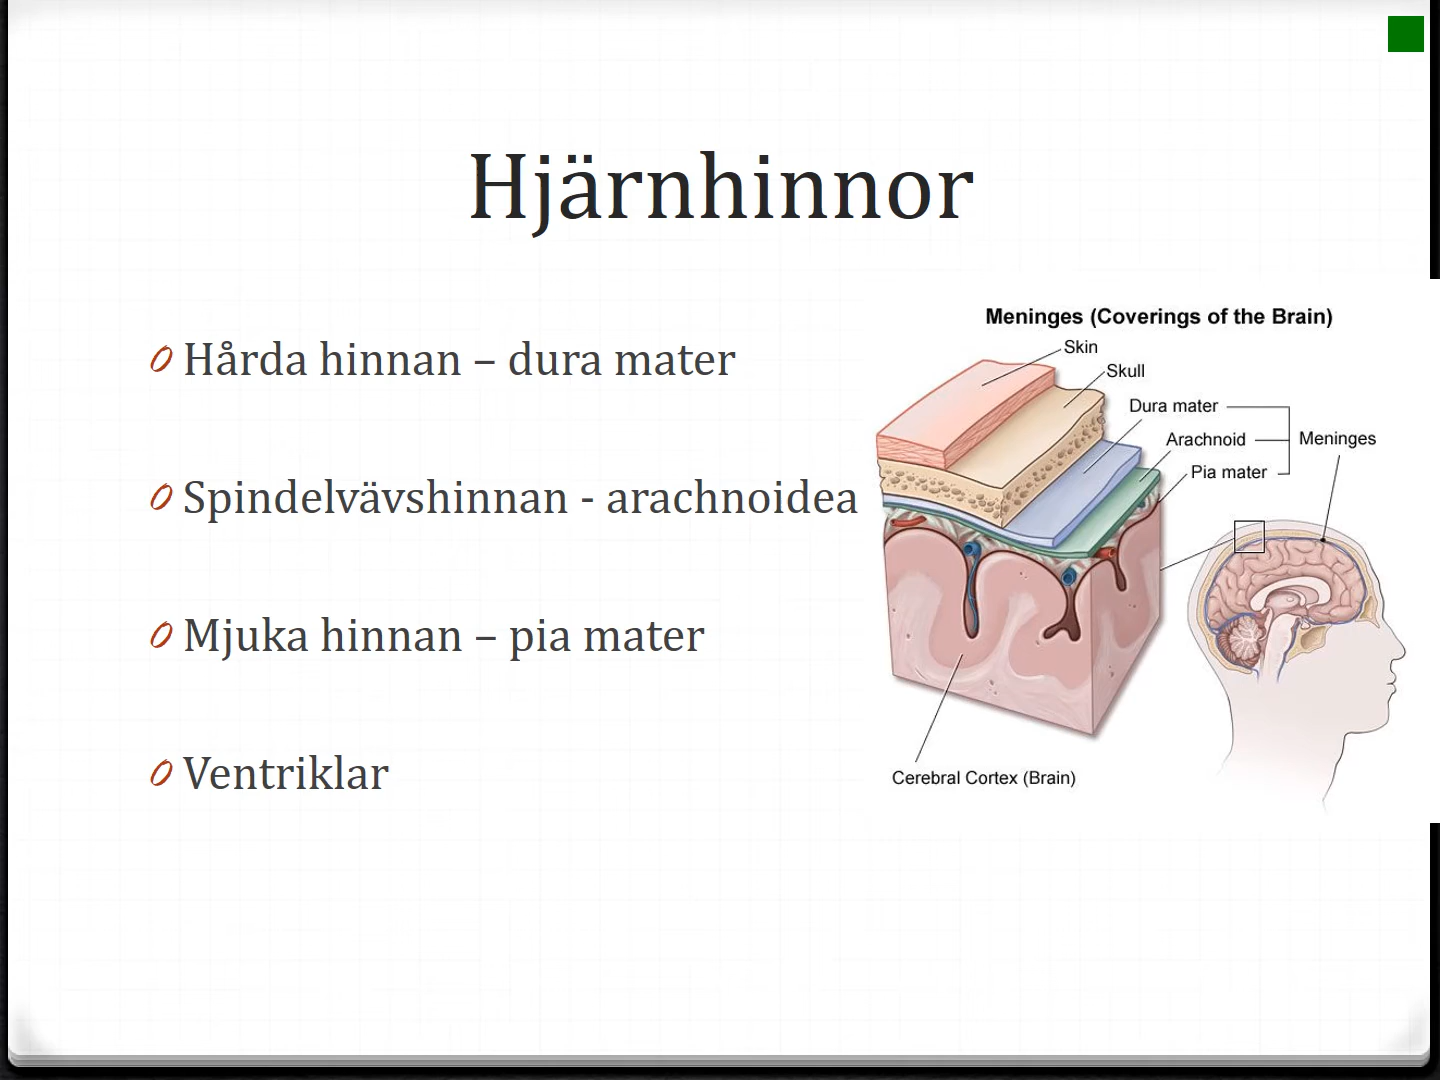 Hjärnhinnor
Hårda hinnan – dura mater
Spindelvävshinnan - arachnoidea
Mjuka hinnan – pia mater
Ventriklar
Meninges (Coverings of the Brain)
Skin
Skull
Dura mater
Arachnoid
Pia mater
Meninges
Cerebral Cortex (Brain)